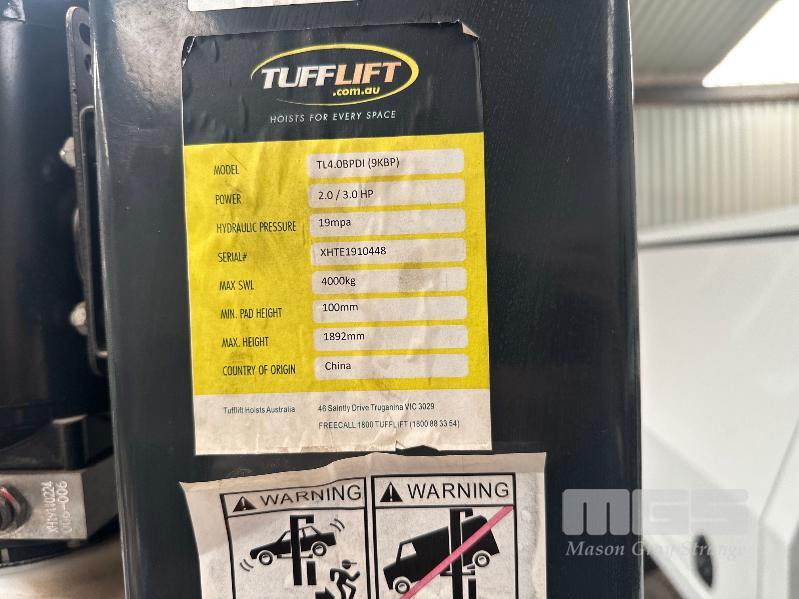 TUFFLIFT
.com.au
HOISTS FOR EVERY SPACE
MODEL TL4.0BPDI (9KBP)
POWER 2.0 / 3.0 HP
HYDRAULIC PRESSURE 19mpa
SERIAL# XHTE1910448
MAX SWL 4000kg
MIN. PAD HEIGHT 100mm
MAX. HEIGHT 1892mm
COUNTRY OF ORIGIN China
Tufflift Hoists Australia 46 Saintly Drive Truganina VIC 3029
FREECALL 1800 TUFFLIFT (1800 88 33 54)
WARNING WARNING
006-006
MGS
Mason Gray Strange